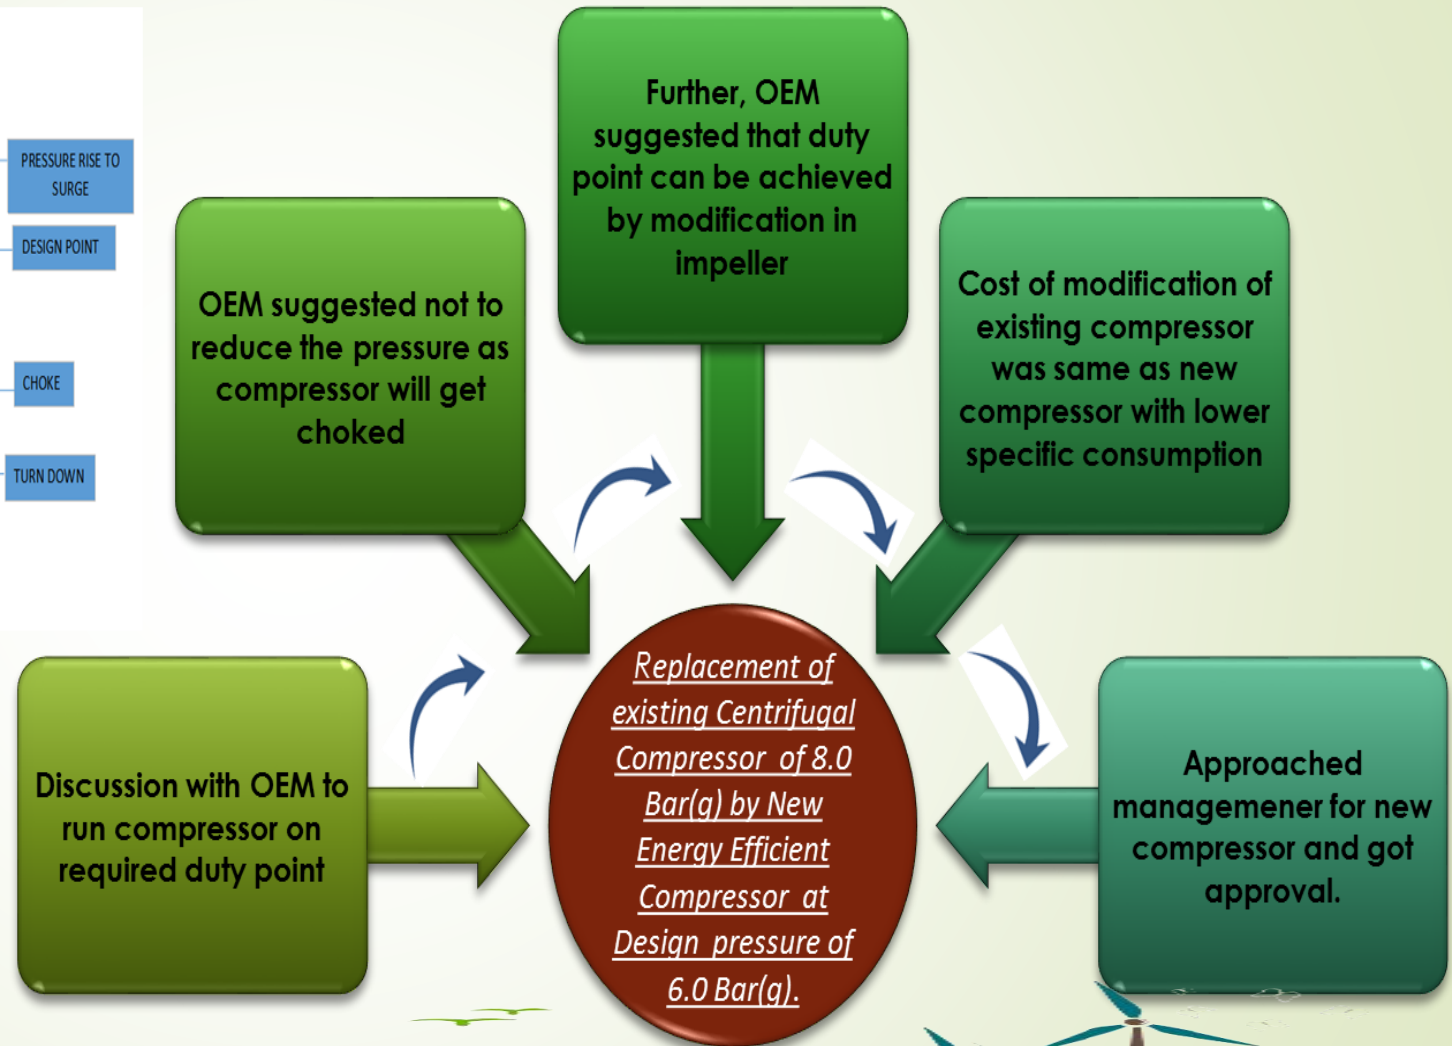 PRESSURE RISE TO
SURGE
DESIGN POINT
CHOKE
TURN DOWN
Discussion with OEM to
run compressor on
required duty point
OEM suggested not to
reduce the pressure as
compressor will get
choked
Further, OEM
suggested that duty
point can be achieved
by modification in
impeller
Cost of modification of
existing compressor
was same as new
compressor with lower
specific consumption
Approached
managemener for new
compressor and got
approval.
Replacement of
existing Centrifugal
Compressor of 8.0
Bar(g) by New
Energy Efficient
Compressor at
Design pressure of
6.0 Bar(g).